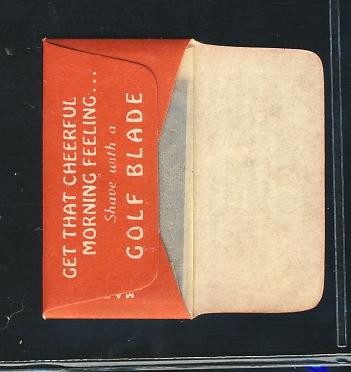 GET THAT CHEERFUL
MORNING FEELING...
Shave with a
GOLF BLADE